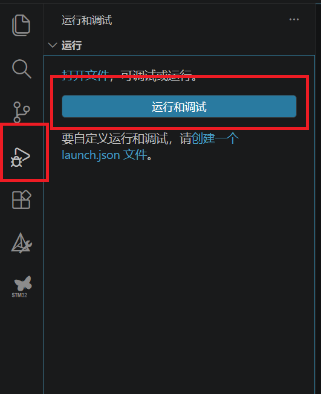 运行和调试
运行
打开文件，可调试或运行。
运行和调试
要自定义运行和调试，请创建一个
launch.json 文件。
STM32